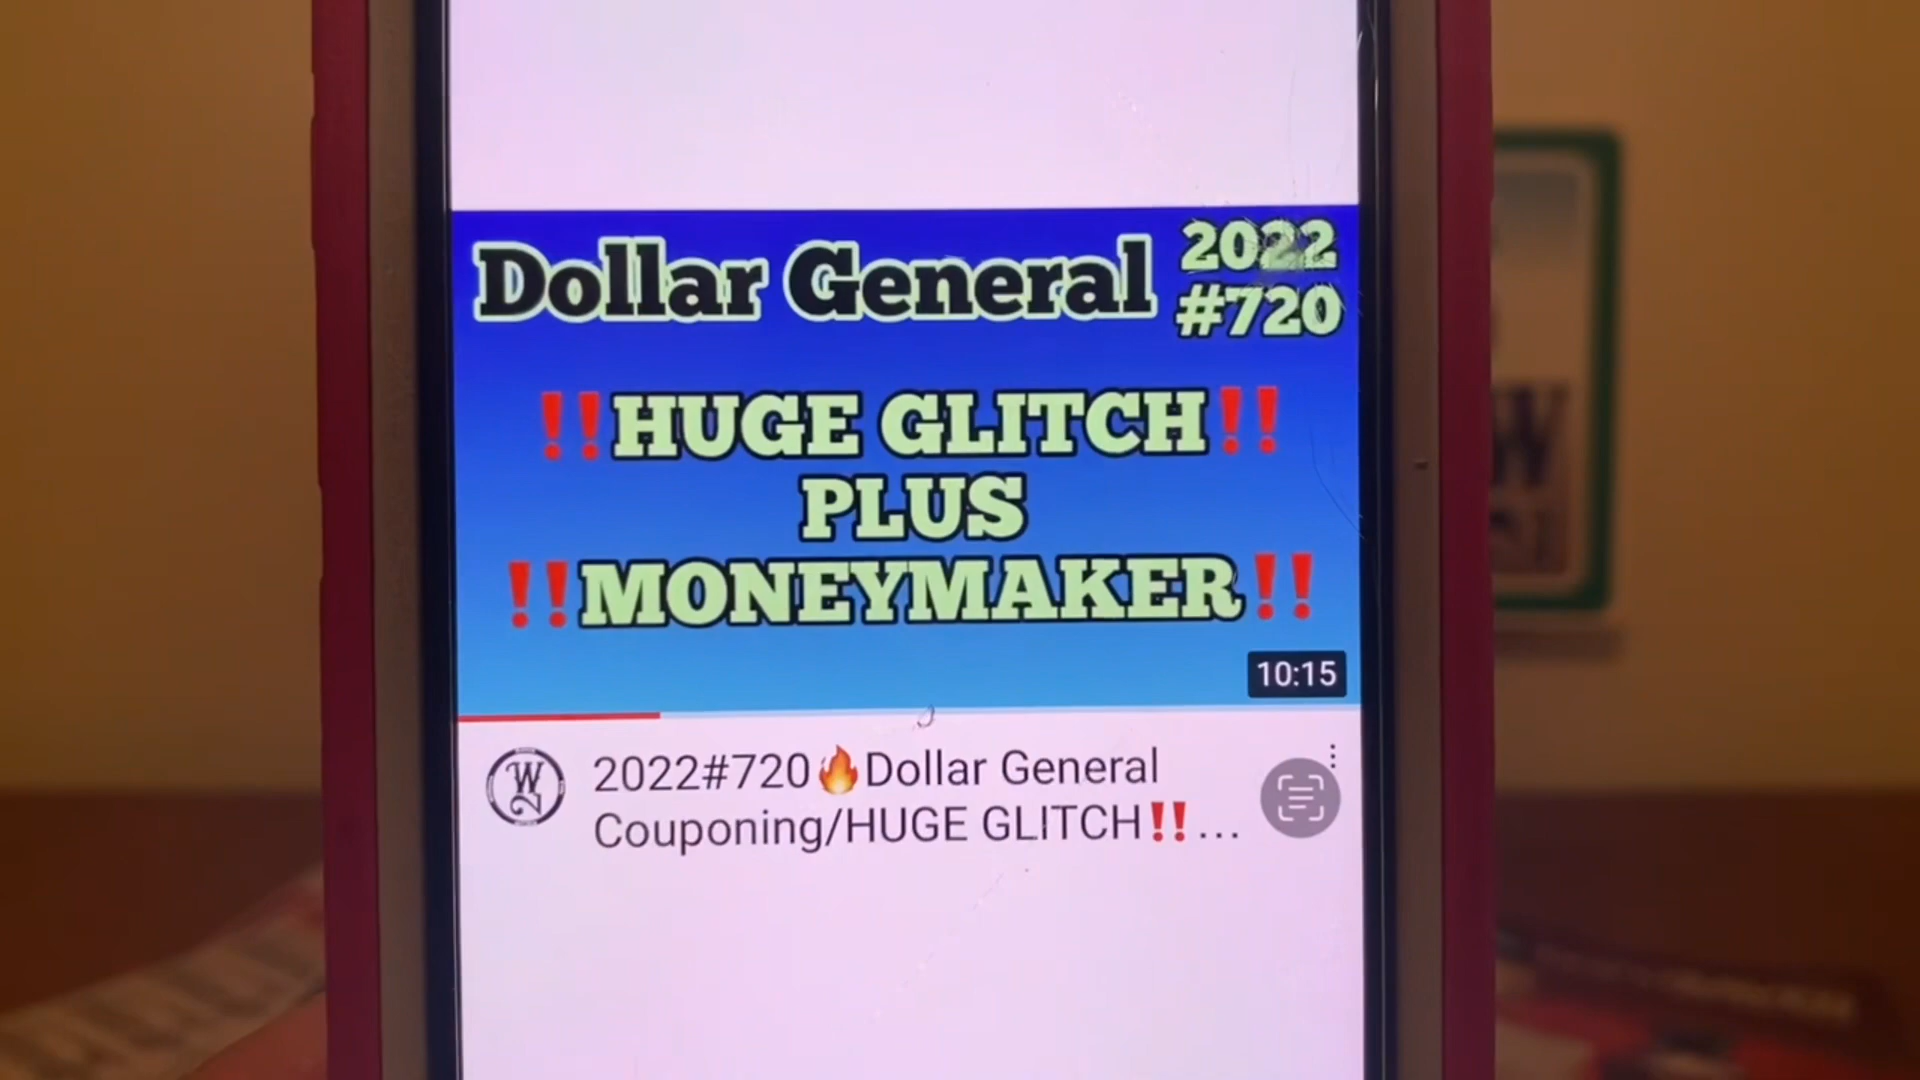 Dollar General
2022
#720
‼️HUGE GLITCH‼️
PLUS
‼️MONEYMAKER‼️
10:15
W
2022#720🔥Dollar General
Couponing/HUGE GLITCH‼️...
W